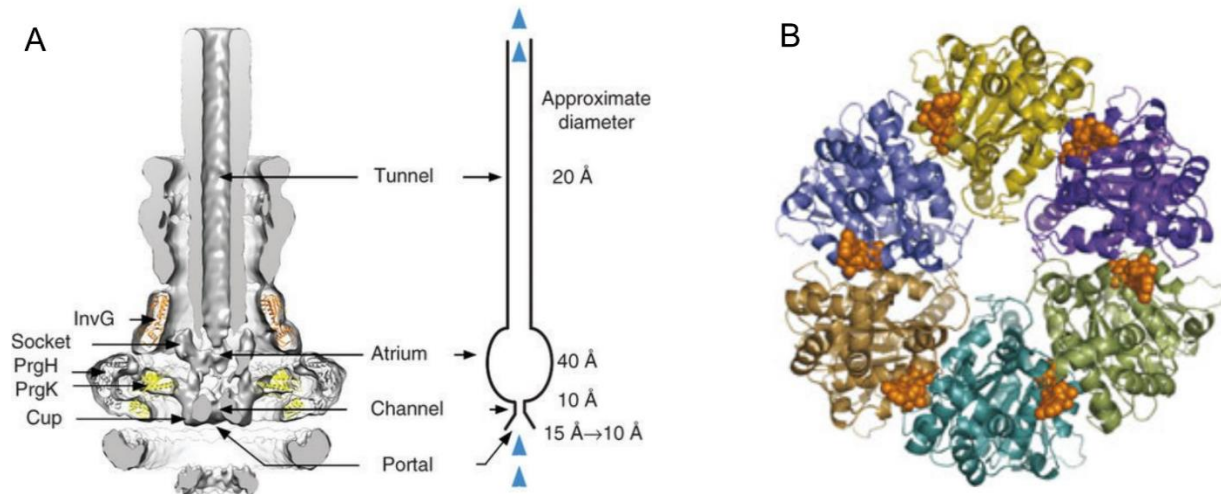 A
B
Approximate
diameter
Tunnel
20 Å
InvG
Socket
PrgH
PrgK
Cup
Atrium
40 Å
Channel
10 Å
15 Å→10 Å
Portal